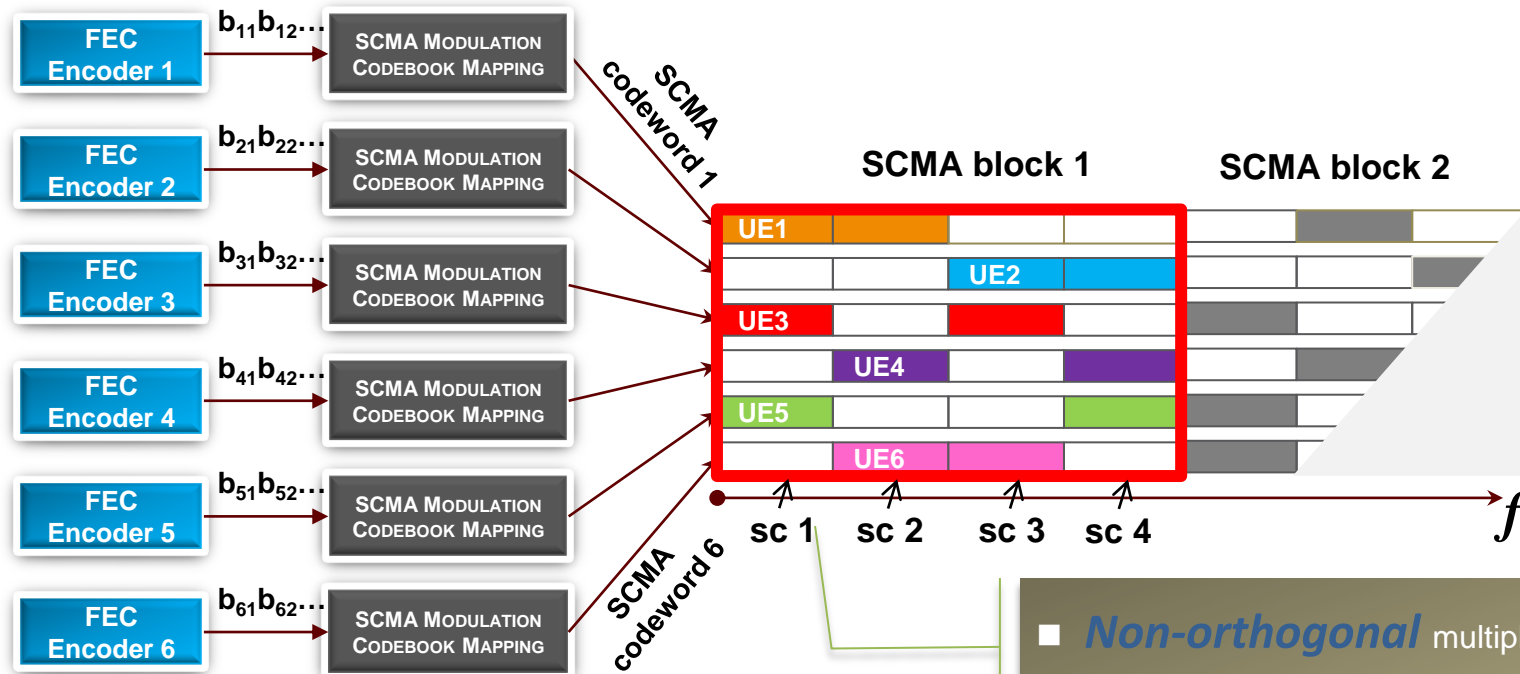 FEC
Encoder 1
b₁₁b₁₂...
SCMA MODULATION
CODEBOOK MAPPING
FEC
Encoder 2
b₂₁b₂₂...
SCMA MODULATION
CODEBOOK MAPPING
FEC
Encoder 3
b₃₁b₃₂...
SCMA MODULATION
CODEBOOK MAPPING
FEC
Encoder 4
b₄₁b₄₂...
SCMA MODULATION
CODEBOOK MAPPING
FEC
Encoder 5
b₅₁b₅₂...
SCMA MODULATION
CODEBOOK MAPPING
FEC
Encoder 6
b₆₁b₆₂...
SCMA MODULATION
CODEBOOK MAPPING
SCMA
codeword 1
SCMA
codeword 6
SCMA block 1
SCMA block 2
UE1
UE2
UE3
UE4
UE5
UE6
sc 1
sc 2
sc 3
sc 4
f
Non-orthogonal multip